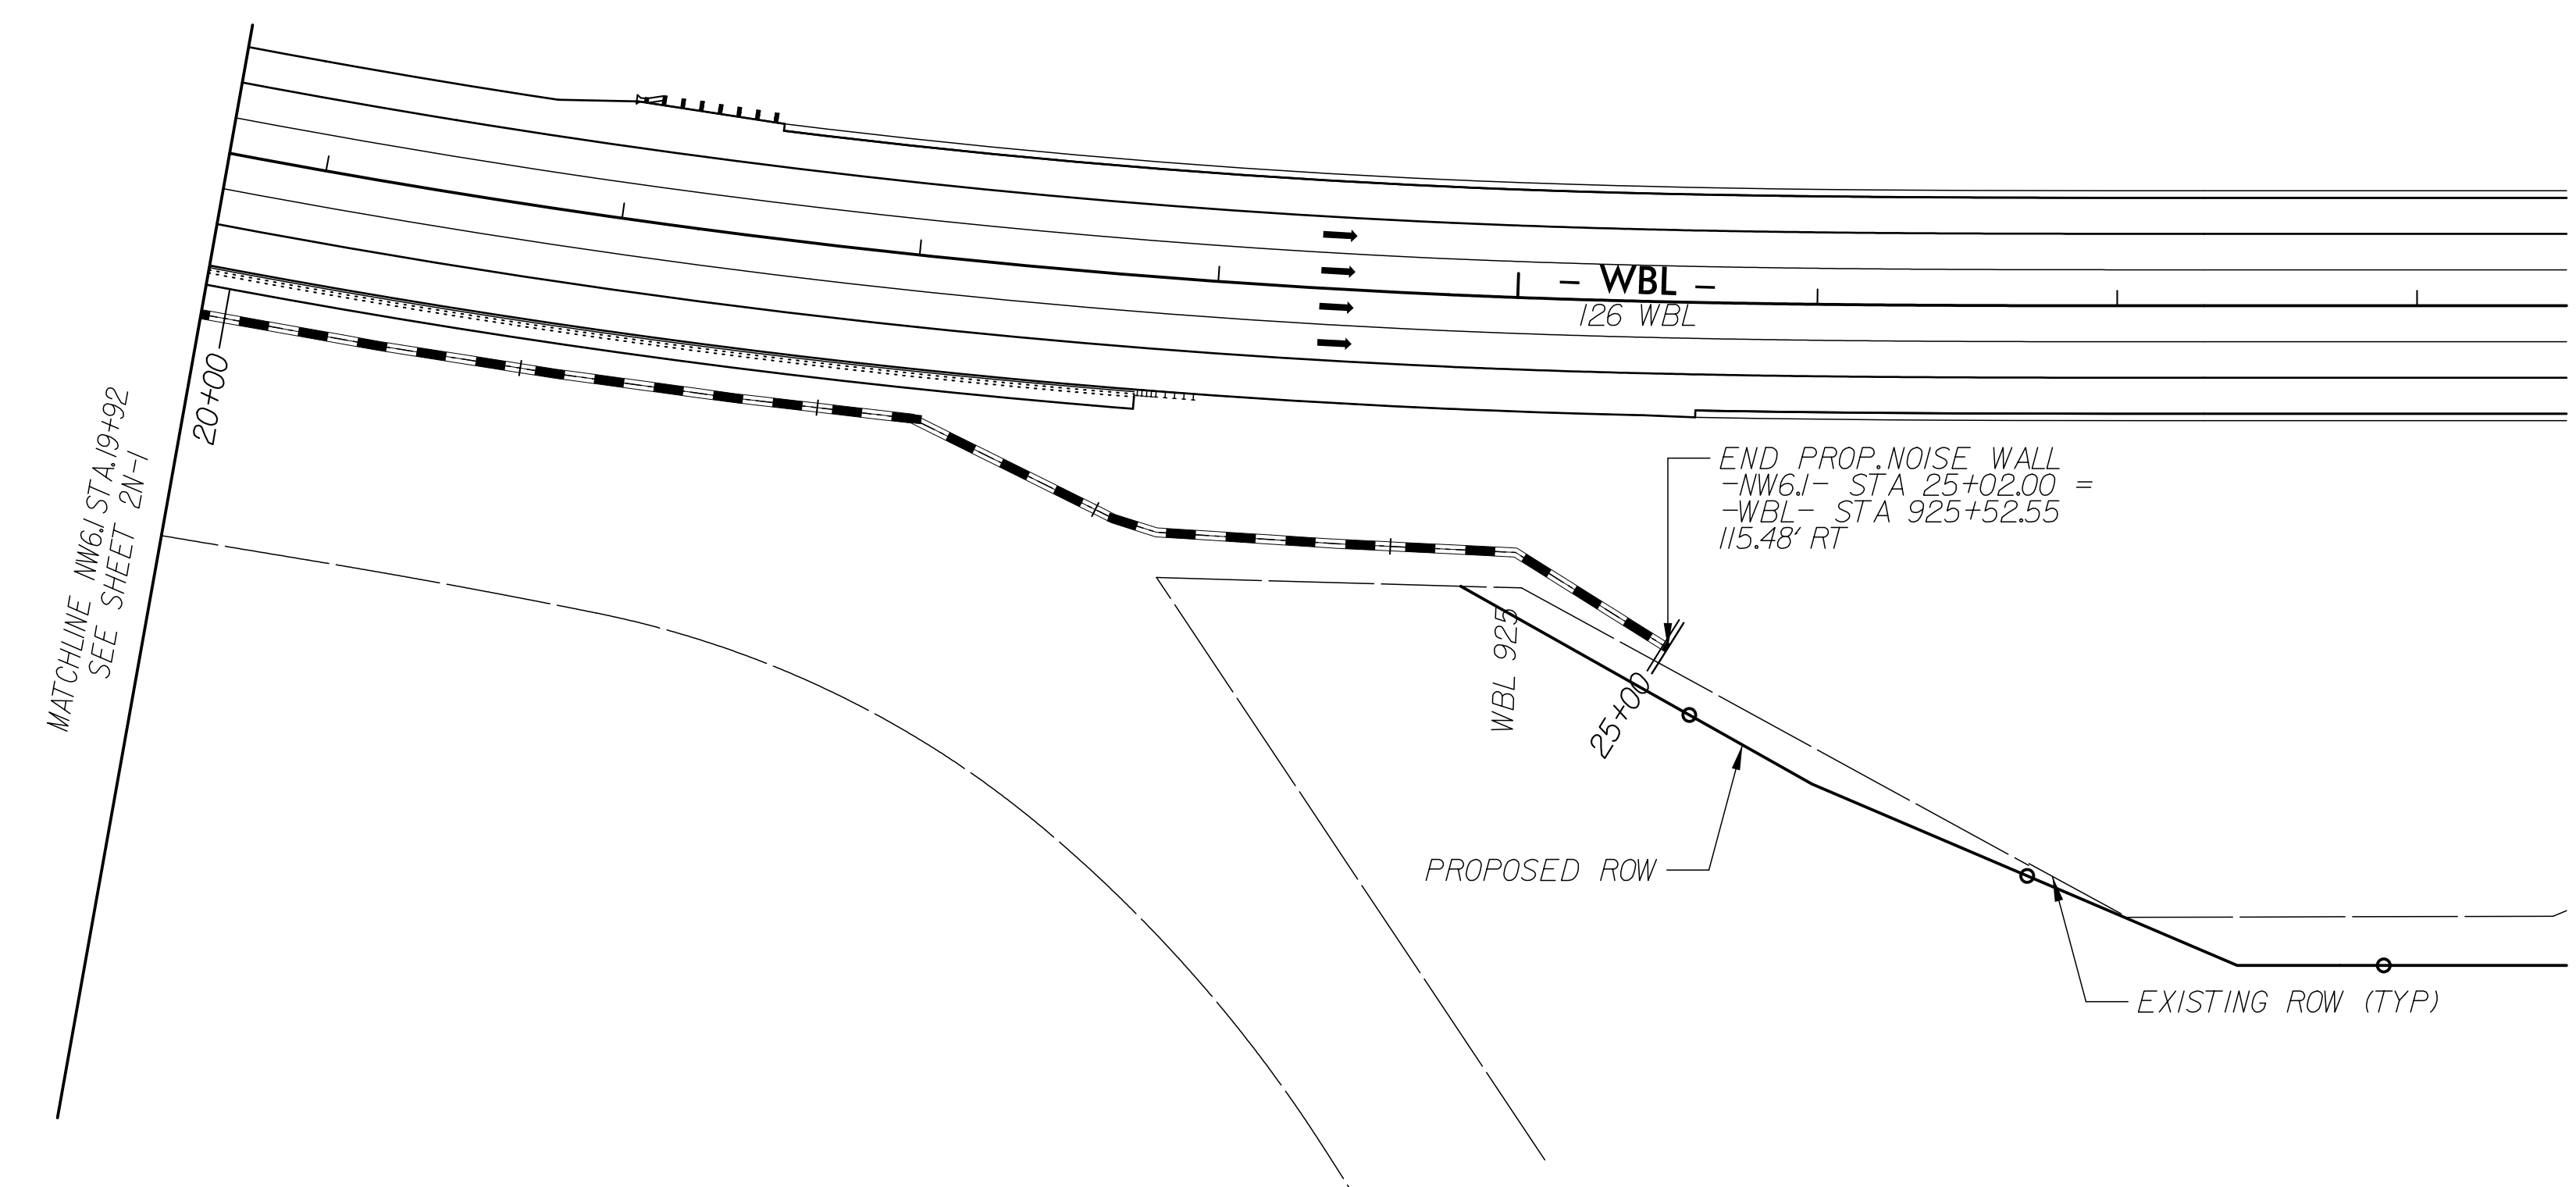 - WBL -
126 WBL
20+00
MATCHLINE NW6.1 STA. 19+92
SEE SHEET 2N-1
END PROP. NOISE WALL
-NW6.1- STA 25+02.00 =
-WBL- STA 925+52.55
115.48' RT
WBL 925
25+00
PROPOSED ROW
EXISTING ROW (TYP)